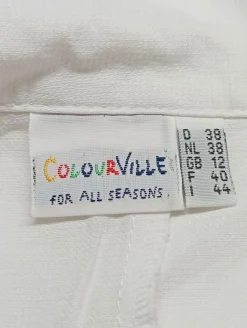 COLOURVILLE
FOR ALL SEASONS
D 38
NL 38
GB 12
F 40
I 44